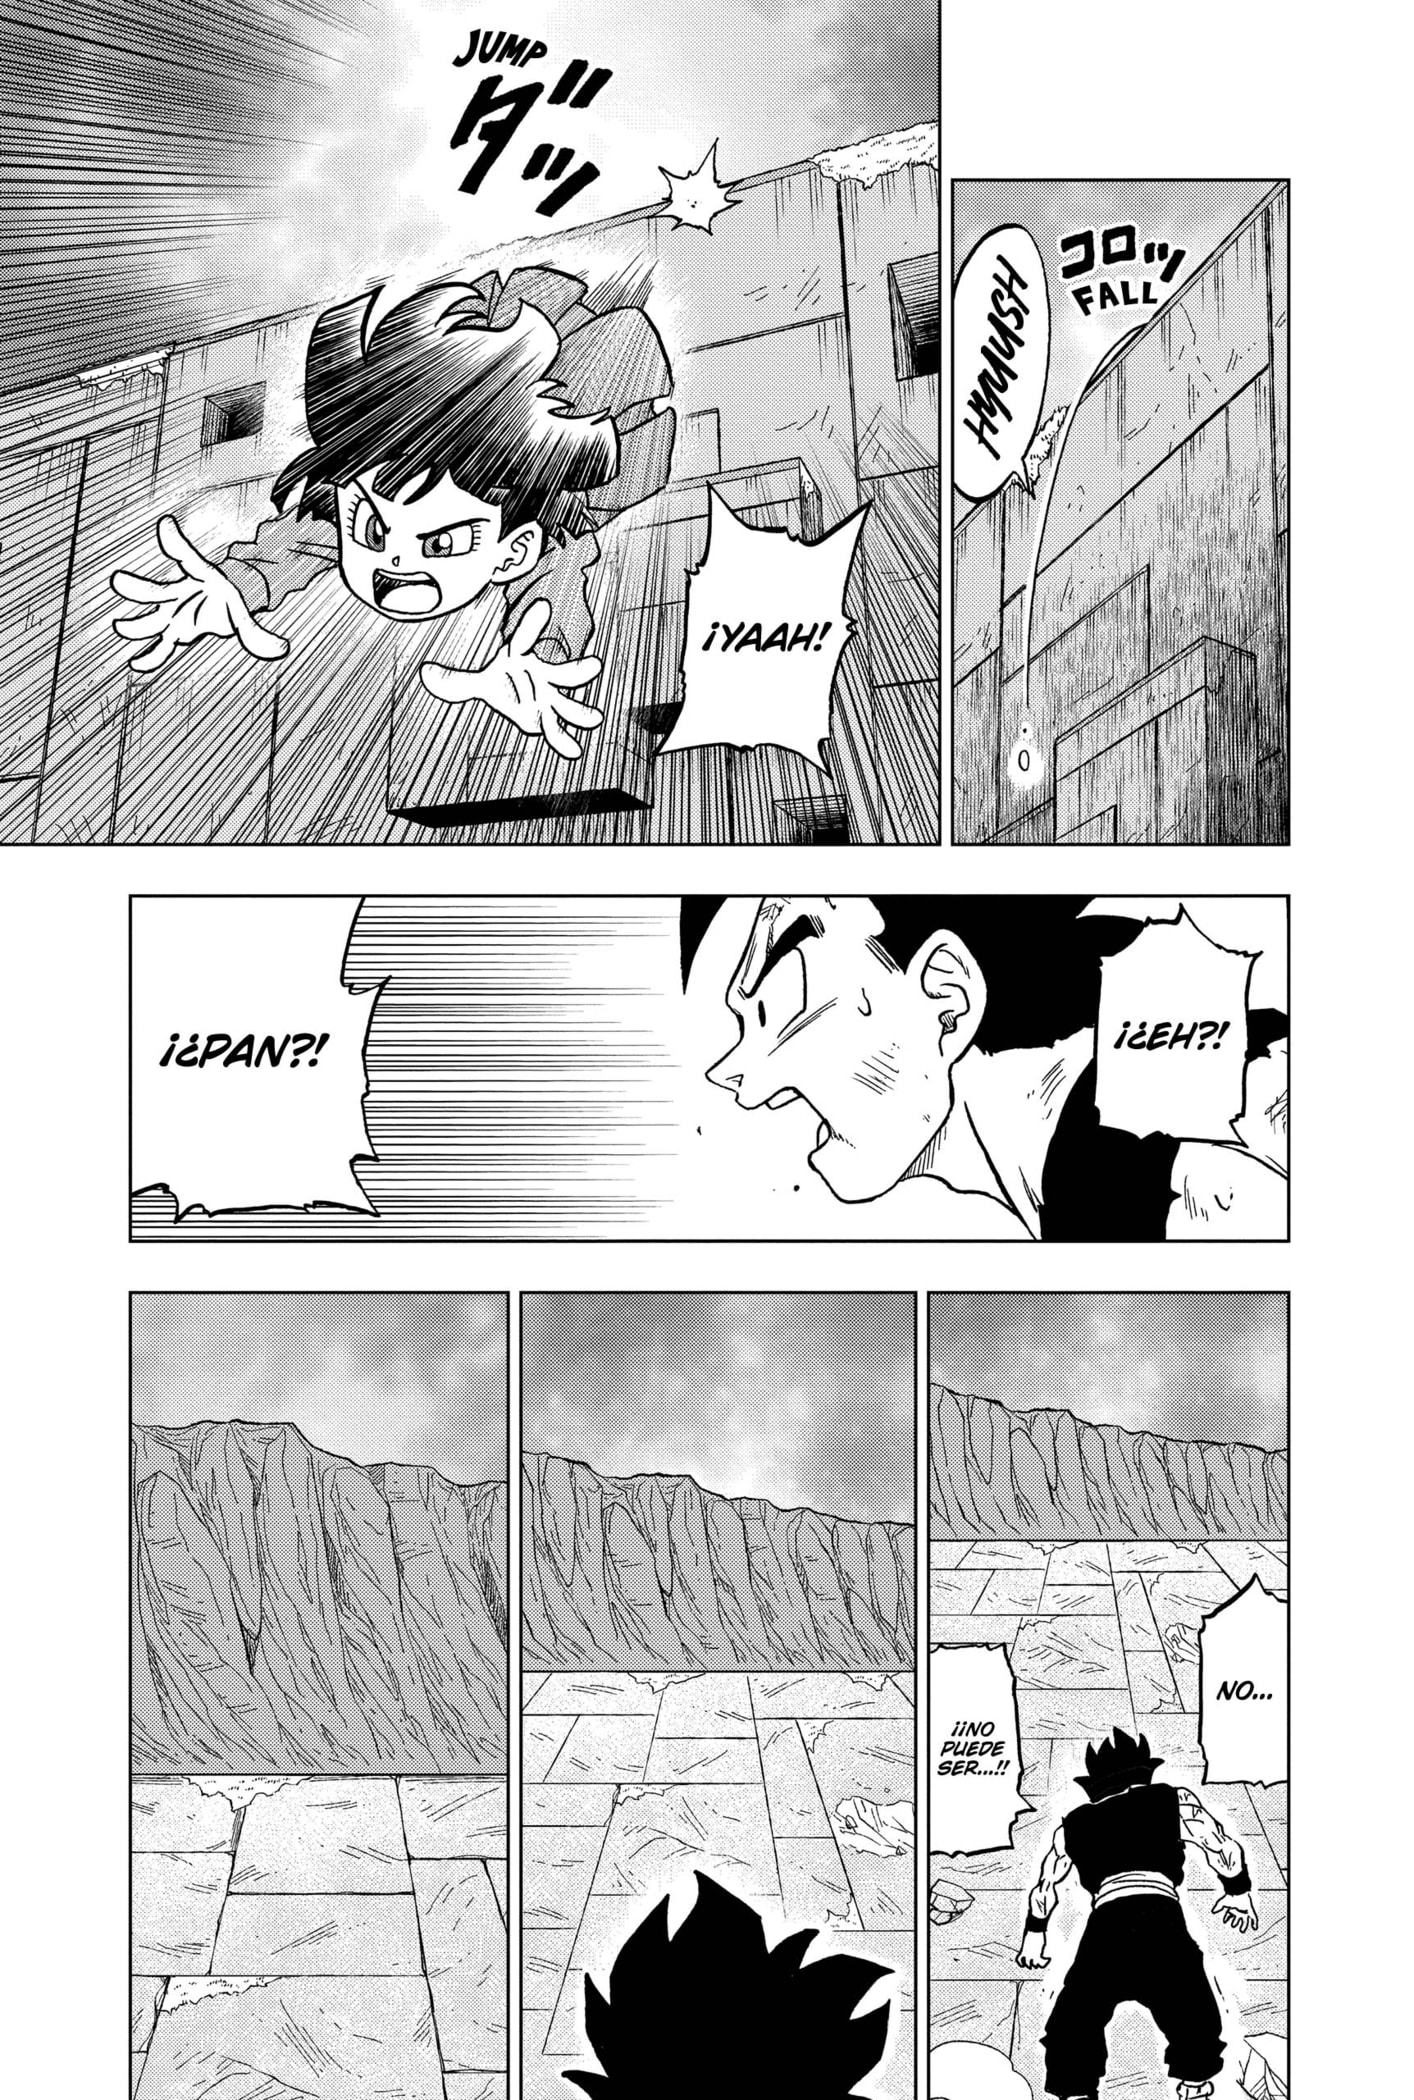 コロッ
FALL
HYUUSH
JUMP
ダッ
¡YAAH!
¡¿EH?!
¡¿PAN?!
NO...
¡¡NO
PUEDE
SER...!!